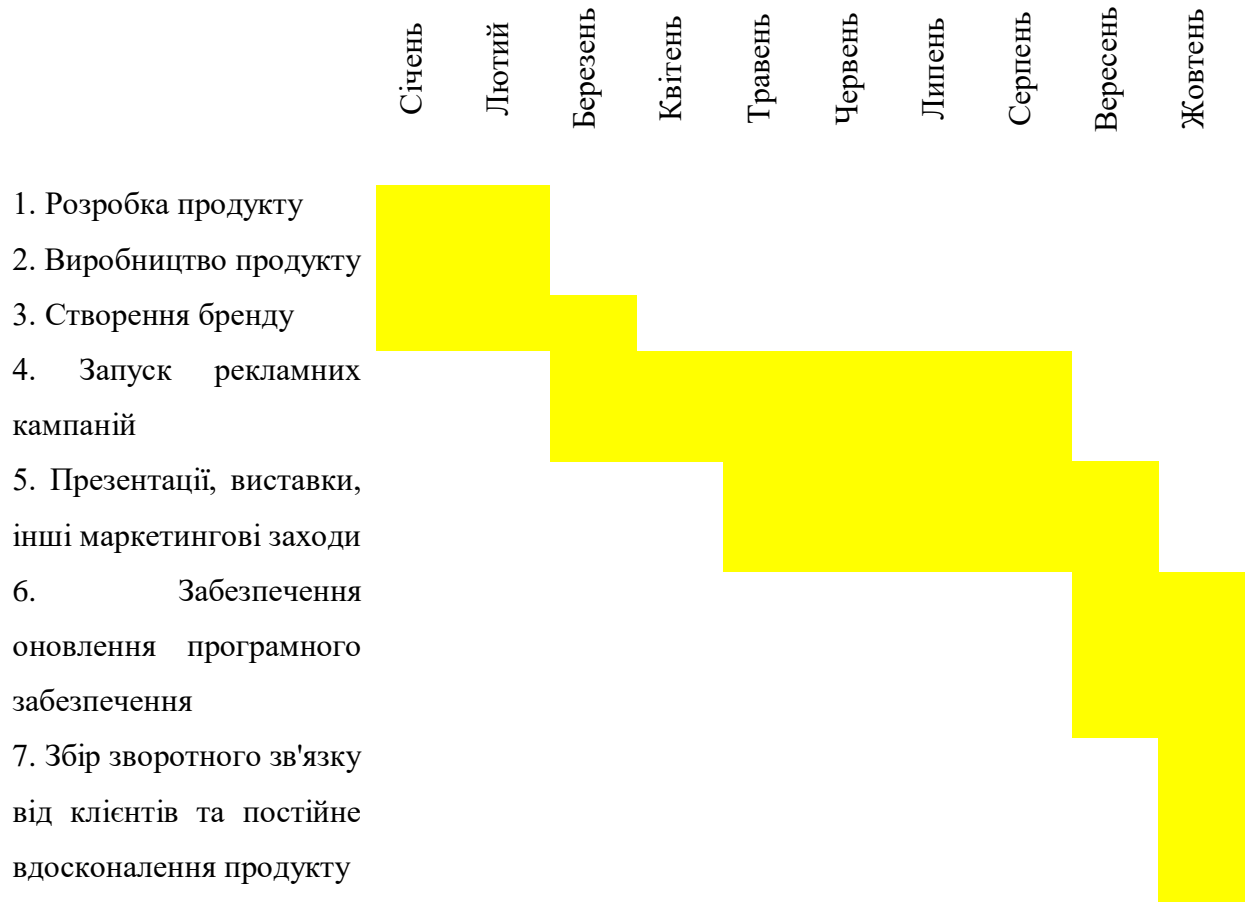 Січень
Лютий
Березень
Квітень
Травень
Червень
Липень
Серпень
Вересень
Жовтень
1. Розробка продукту
2. Виробництво продукту
3. Створення бренду
4. Запуск рекламних
кампаній
5. Презентації, виставки,
інші маркетингові заходи
6. Забезпечення
оновлення програмного
забезпечення
7. Збір зворотного зв'язку
від клієнтів та постійне
вдосконалення продукту